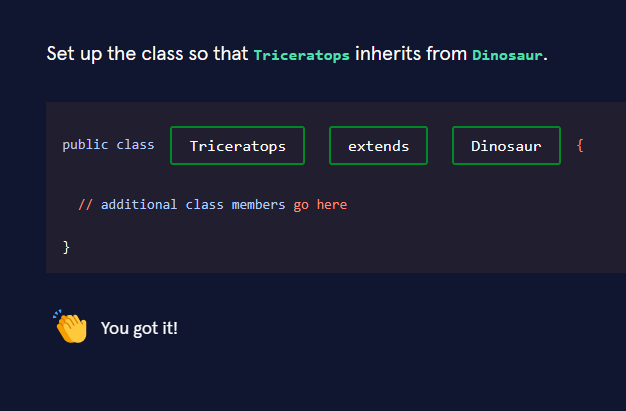 Set up the class so that Triceratops inherits from Dinosaur.
public class Triceratops extends Dinosaur {
// additional class members go here
}
You got it!